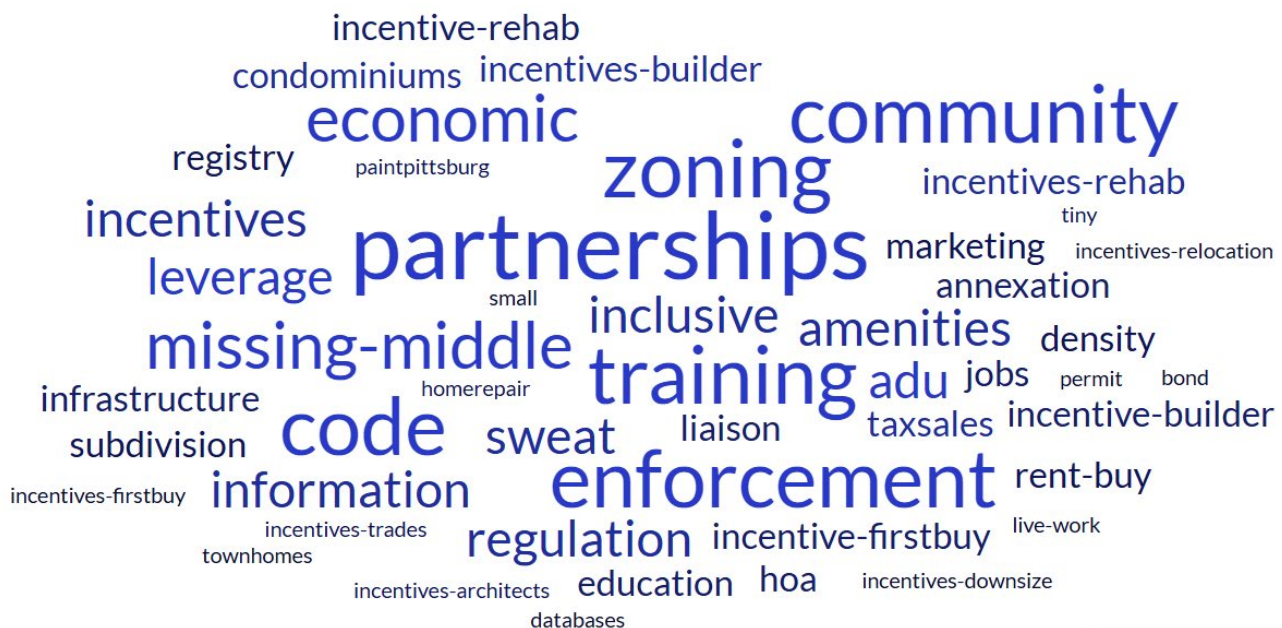 incentive-rehab
condominiums incentives-builder
economic community
registry paintpittsburg zoning incentives-rehab
incentives tiny
partnerships marketing incentives-relocation
leverage annexation
small
missing-middle inclusive amenities density
training adu jobs permit bond
infrastructure homerepair
code sweat liaison taxsales incentive-builder
subdivision
enforcement rent-buy
incentives-firstbuy information
incentives-trades regulation incentive-firstbuy live-work
townhomes
incentives-architects education hoa incentives-downsize
databases